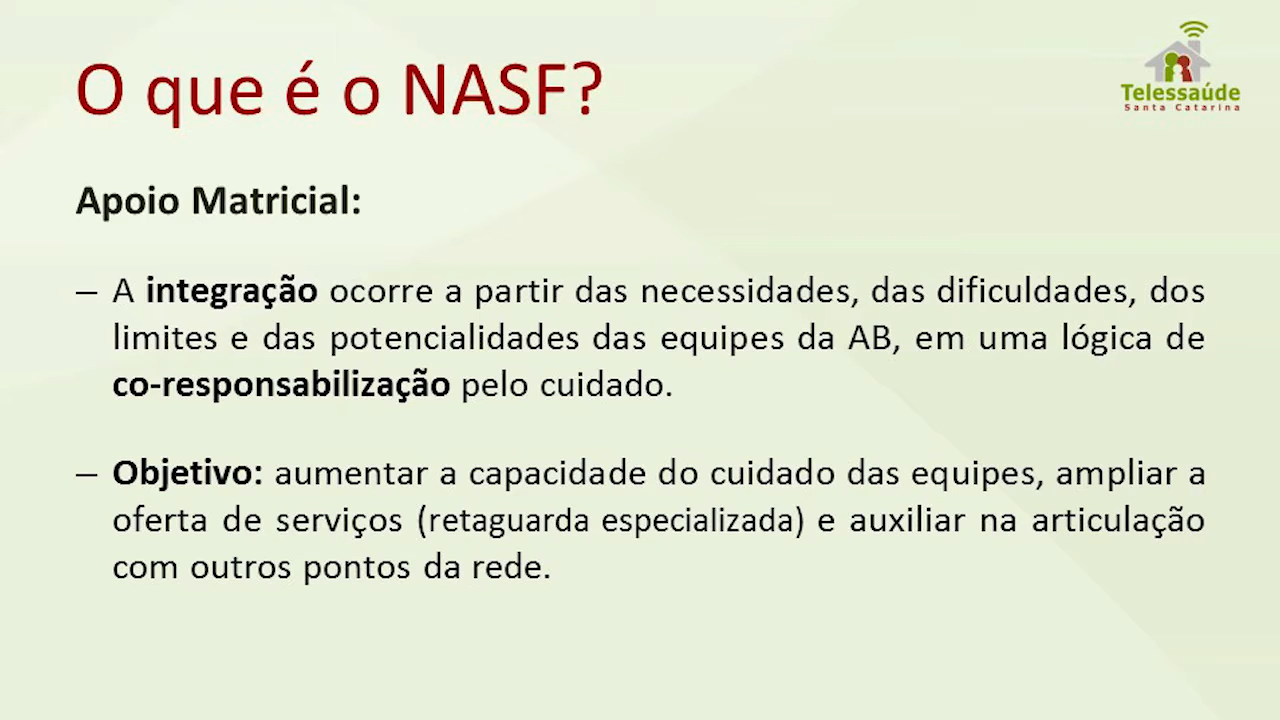 O que é o NASF?
Telessaúde
Santa Catarina
Apoio Matricial:
– A integração ocorre a partir das necessidades, das dificuldades, dos
limites e das potencialidades das equipes da AB, em uma lógica de
co-responsabilização pelo cuidado.
– Objetivo: aumentar a capacidade do cuidado das equipes, ampliar a
oferta de serviços (retaguarda especializada) e auxiliar na articulação
com outros pontos da rede.